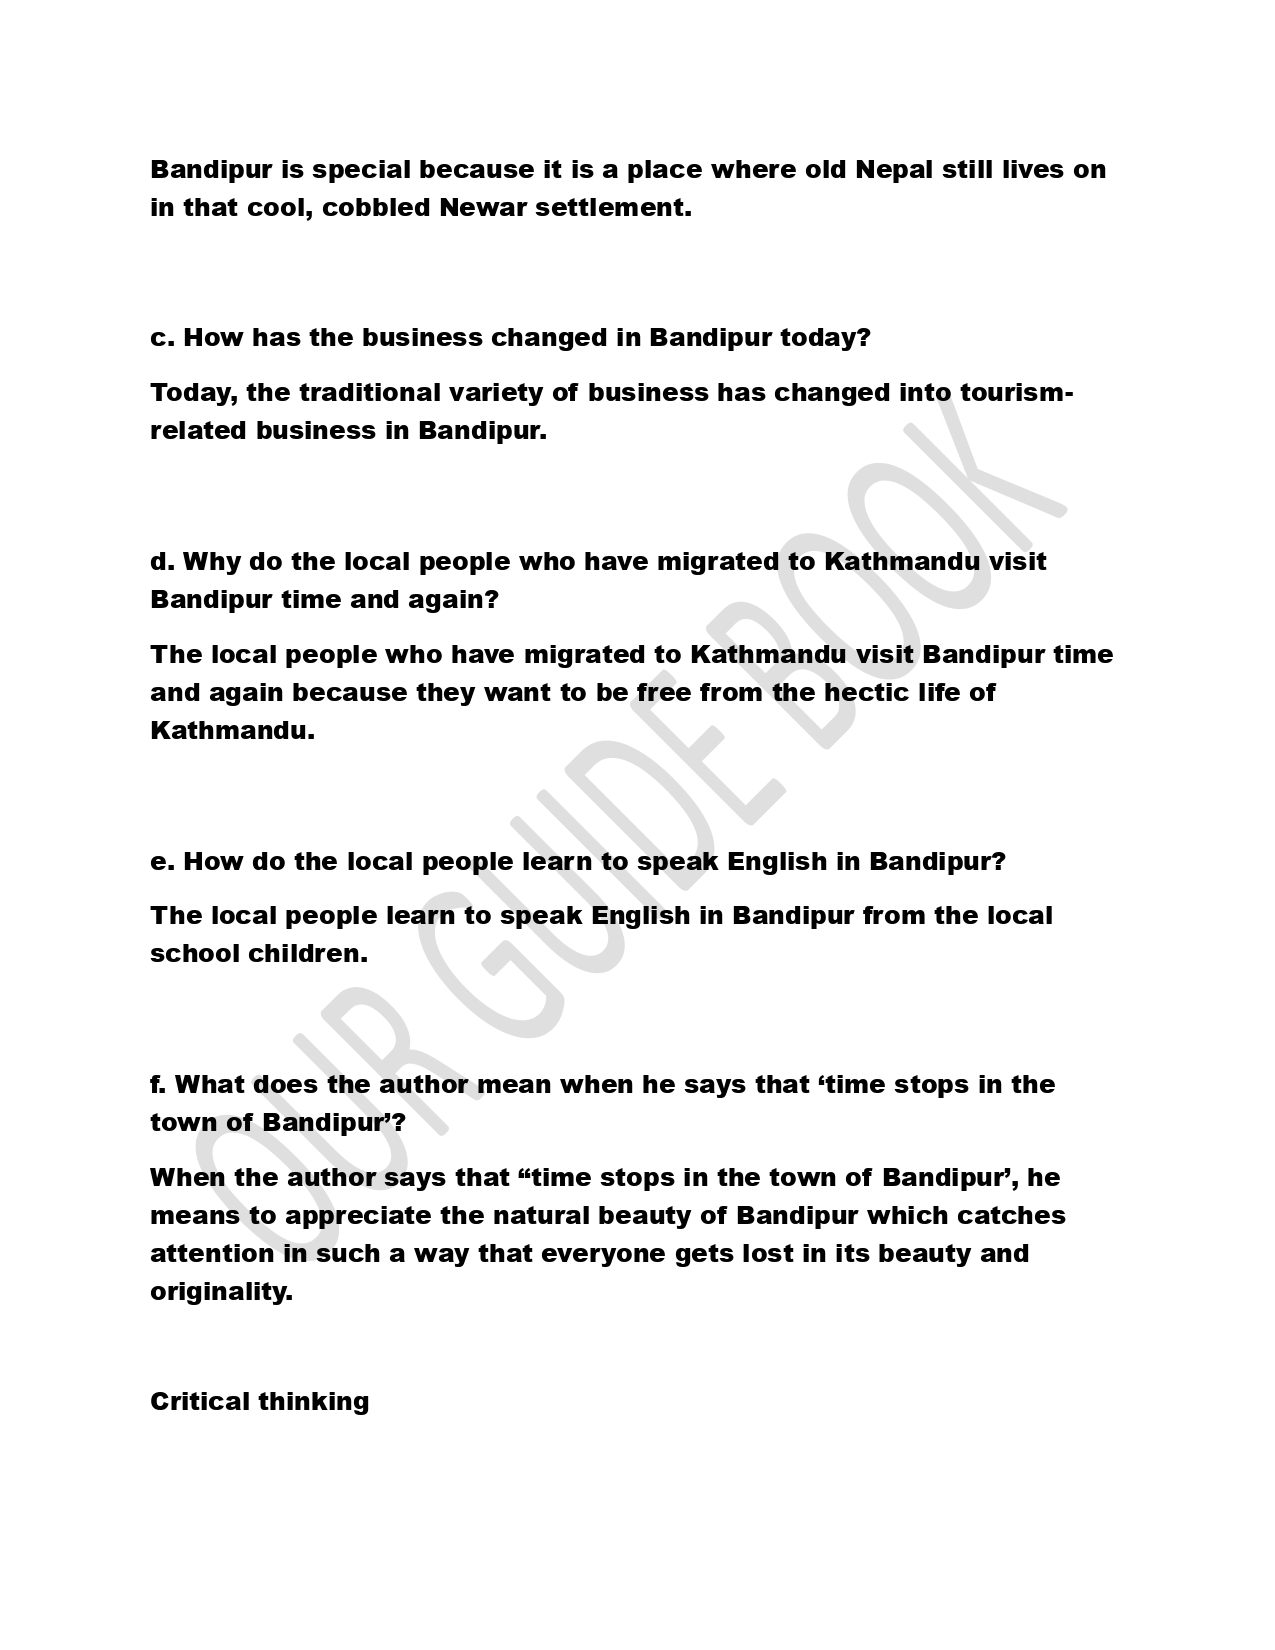 Bandipur is special because it is a place where old Nepal still lives on
in that cool, cobbled Newar settlement.
c. How has the business changed in Bandipur today?
Today, the traditional variety of business has changed into tourism-
related business in Bandipur.
d. Why do the local people who have migrated to Kathmandu visit
Bandipur time and again?
The local people who have migrated to Kathmandu visit Bandipur time
and again because they want to be free from the hectic life of
Kathmandu.
e. How do the local people learn to speak English in Bandipur?
The local people learn to speak English in Bandipur from the local
school children.
f. What does the author mean when he says that ‘time stops in the
town of Bandipur’?
When the author says that “time stops in the town of Bandipur’, he
means to appreciate the natural beauty of Bandipur which catches
attention in such a way that everyone gets lost in its beauty and
originality.
Critical thinking
OUR GUIDE BOOK